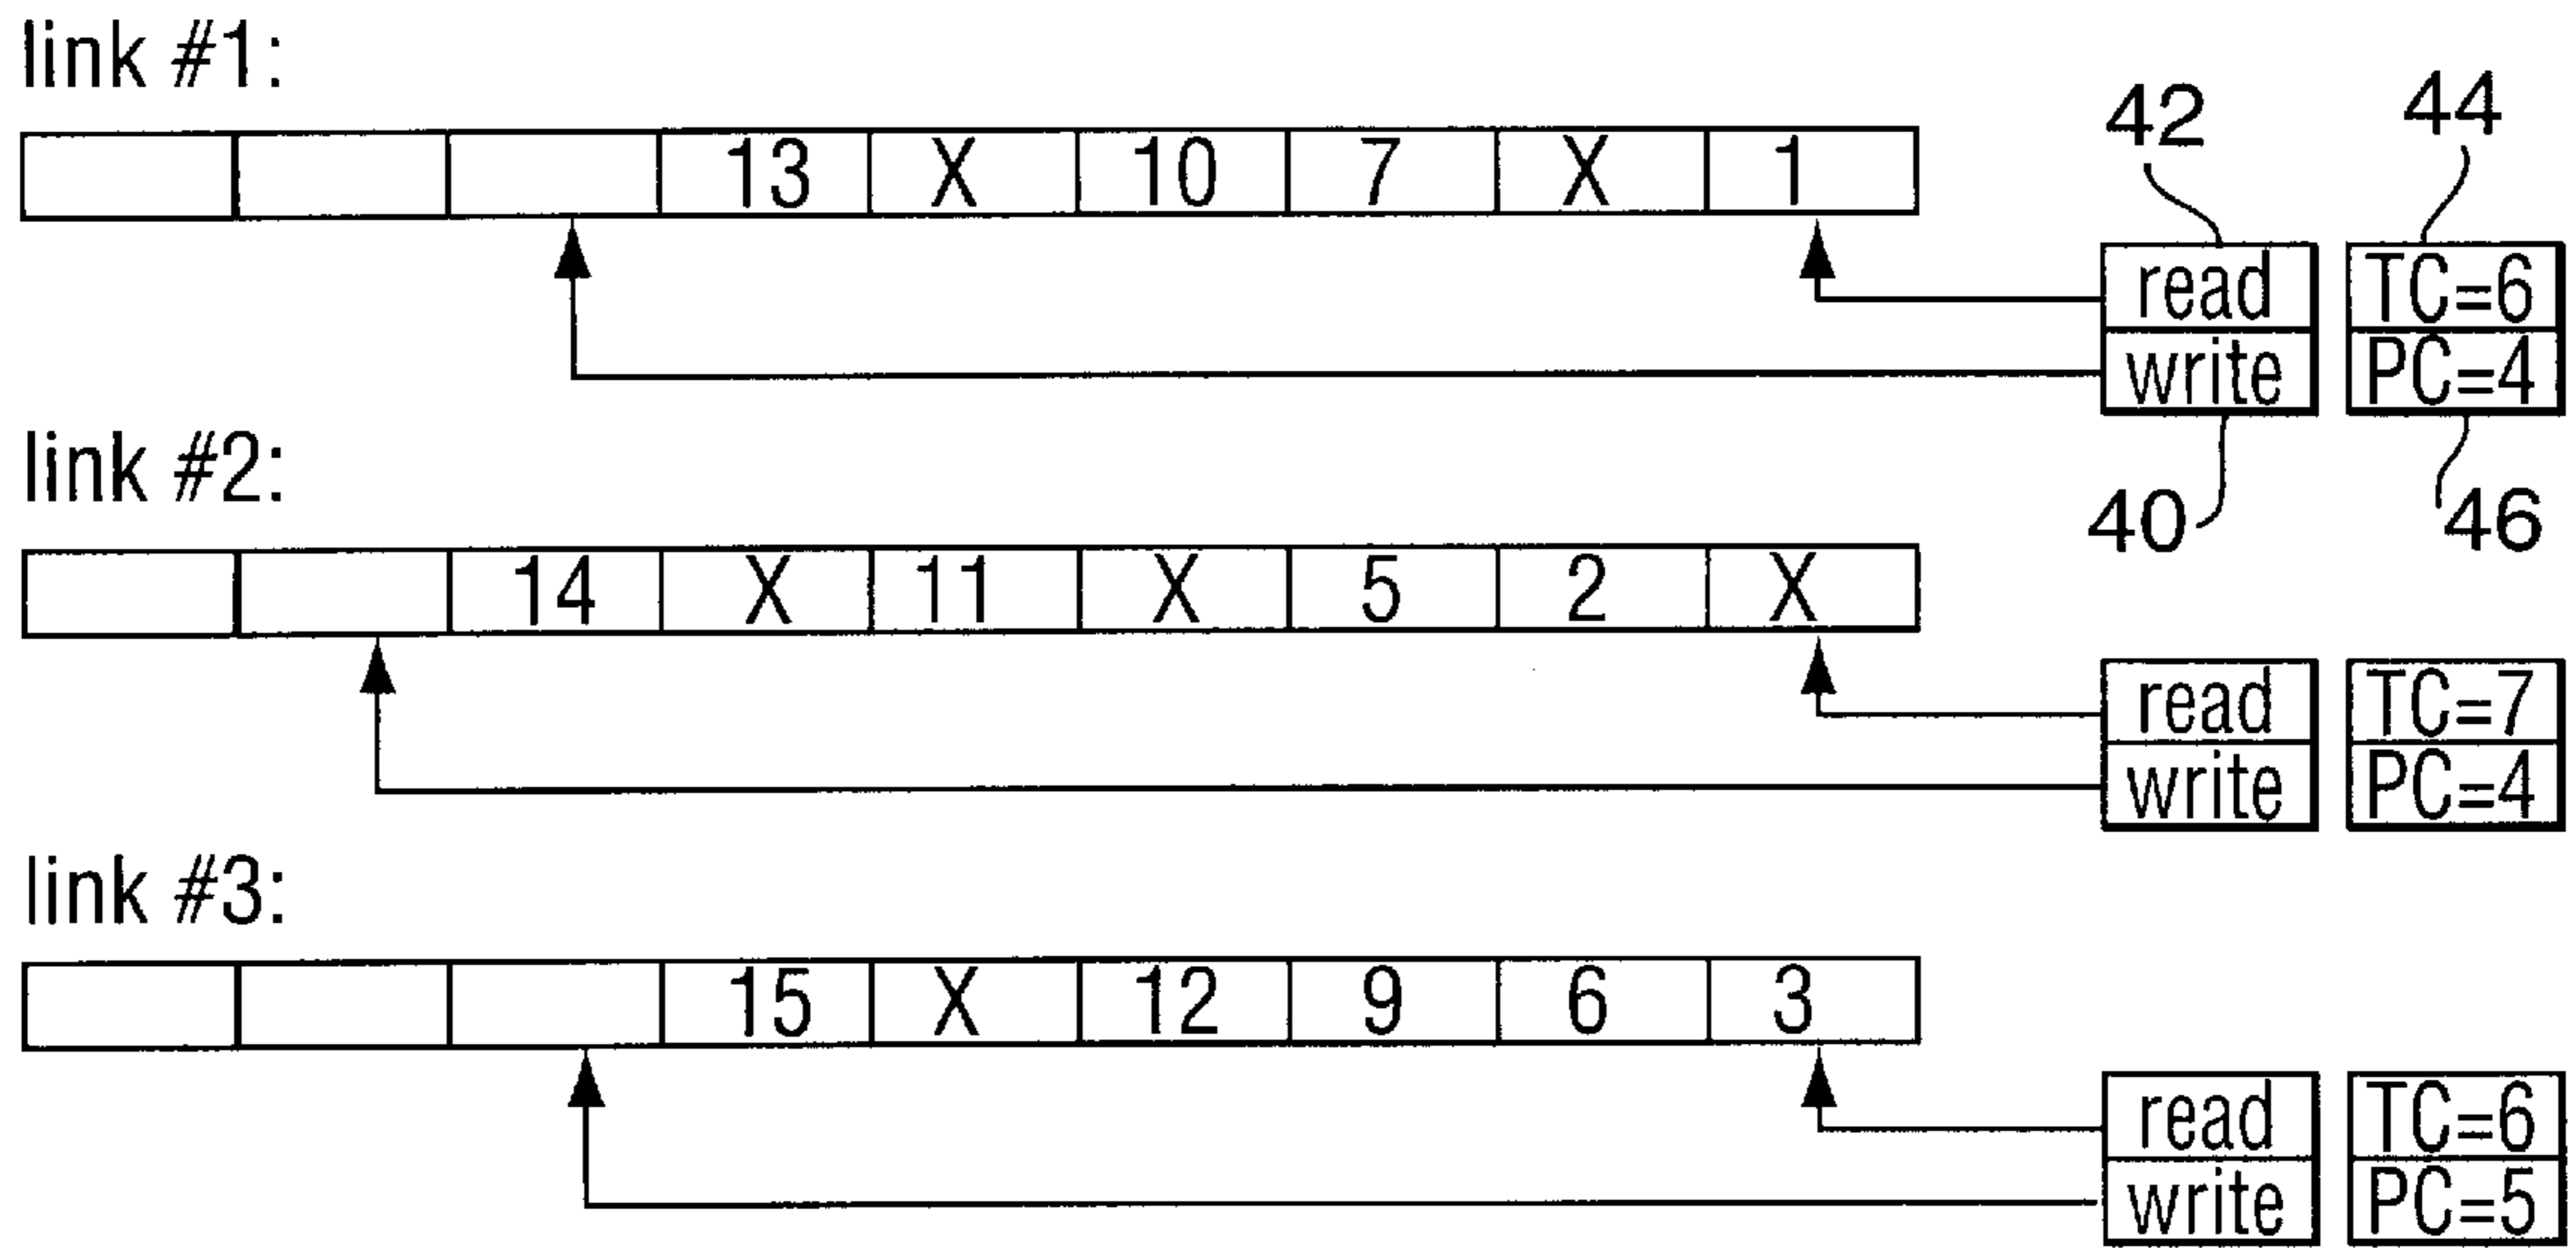 link #1:
42 44
13 X 10 7 X 1
read TC=6
write PC=4
link #2:
40 46
14 X 11 X 5 2 X
read TC=7
write PC=4
link #3:
15 X 12 9 6 3
read TC=6
write PC=5